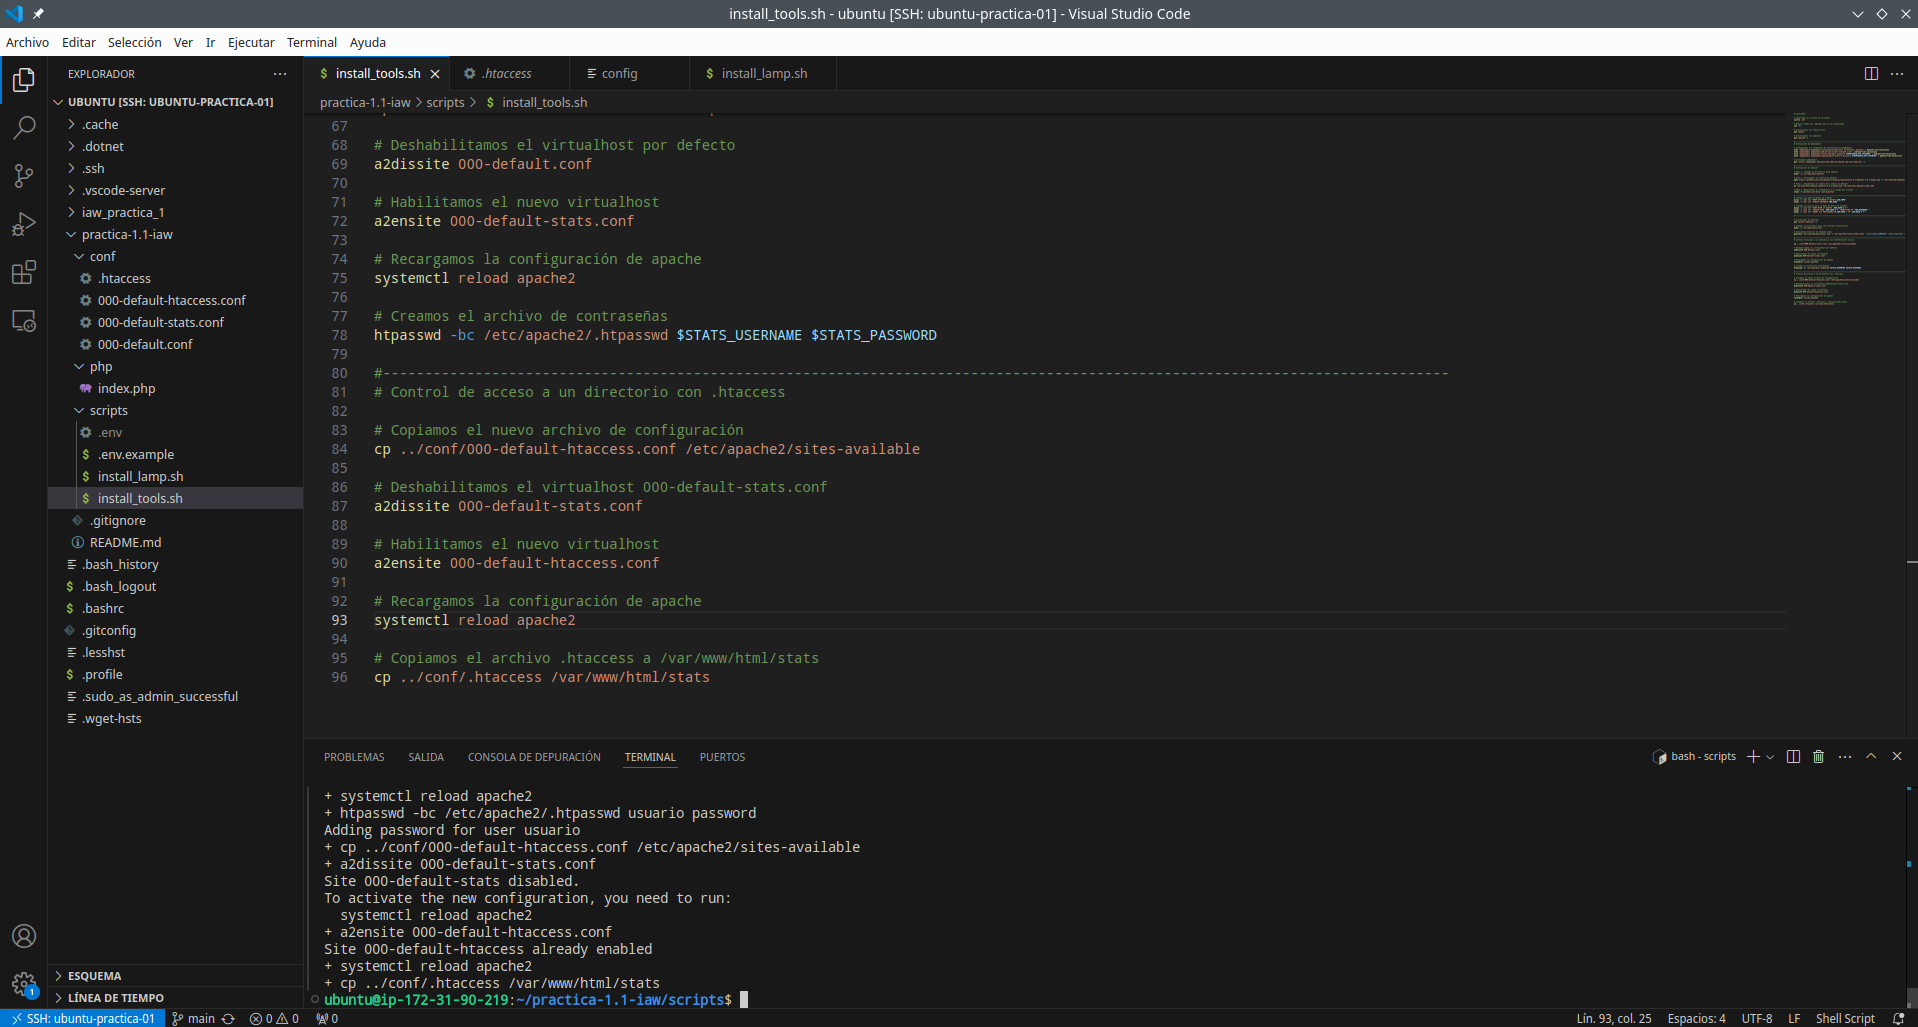 install_tools.sh - ubuntu [SSH: ubuntu-practica-01] - Visual Studio Code
Archivo Editar Selección Ver Ir Ejecutar Terminal Ayuda
EXPLORADOR
UBUNTU [SSH: UBUNTU-PRACTICA-01]
.cache
.dotnet
.ssh
.vscode-server
iaw_practica_1
practica-1.1-iaw
conf
.htaccess
000-default-htaccess.conf
000-default-stats.conf
000-default.conf
php
index.php
scripts
.env
$ .env.example
$ install_lamp.sh
$ install_tools.sh
.gitignore
README.md
.bash_history
$ .bash_logout
$ .bashrc
.gitconfig
.lesshst
$ .profile
.sudo_as_admin_successful
.wget-hsts
ESQUEMA
LÍNEA DE TIEMPO
1
$ install_tools.sh .htaccess config $ install_lamp.sh
practica-1.1-iaw > scripts > $ install_tools.sh
67
68 # Deshabilitamos el virtualhost por defecto
69 a2dissite 000-default.conf
70
71 # Habilitamos el nuevo virtualhost
72 a2ensite 000-default-stats.conf
73
74 # Recargamos la configuración de apache
75 systemctl reload apache2
76
77 # Creamos el archivo de contraseñas
78 htpasswd -bc /etc/apache2/.htpasswd $STATS_USERNAME $STATS_PASSWORD
79
80 #-------------------------------------------------------------------------------------------------------------------------------
81 # Control de acceso a un directorio con .htaccess
82
83 # Copiamos el nuevo archivo de configuración
84 cp ../conf/000-default-htaccess.conf /etc/apache2/sites-available
85
86 # Deshabilitamos el virtualhost 000-default-stats.conf
87 a2dissite 000-default-stats.conf
88
89 # Habilitamos el nuevo virtualhost
90 a2ensite 000-default-htaccess.conf
91
92 # Recargamos la configuración de apache
93 systemctl reload apache2
94
95 # Copiamos el archivo .htaccess a /var/www/html/stats
96 cp ../conf/.htaccess /var/www/html/stats
PROBLEMAS SALIDA CONSOLA DE DEPURACIÓN TERMINAL PUERTOS
bash - scripts
+ systemctl reload apache2
+ htpasswd -bc /etc/apache2/.htpasswd usuario password
Adding password for user usuario
+ cp ../conf/000-default-htaccess.conf /etc/apache2/sites-available
+ a2dissite 000-default-stats.conf
Site 000-default-stats disabled.
To activate the new configuration, you need to run:
  systemctl reload apache2
+ a2ensite 000-default-htaccess.conf
Site 000-default-htaccess already enabled
+ systemctl reload apache2
+ cp ../conf/.htaccess /var/www/html/stats
ubuntu@ip-172-31-90-219:~/practica-1.1-iaw/scripts$
SSH: ubuntu-practica-01 main 0 0 0 Lín. 93, col. 25 Espacios: 4 UTF-8 LF Shell Script